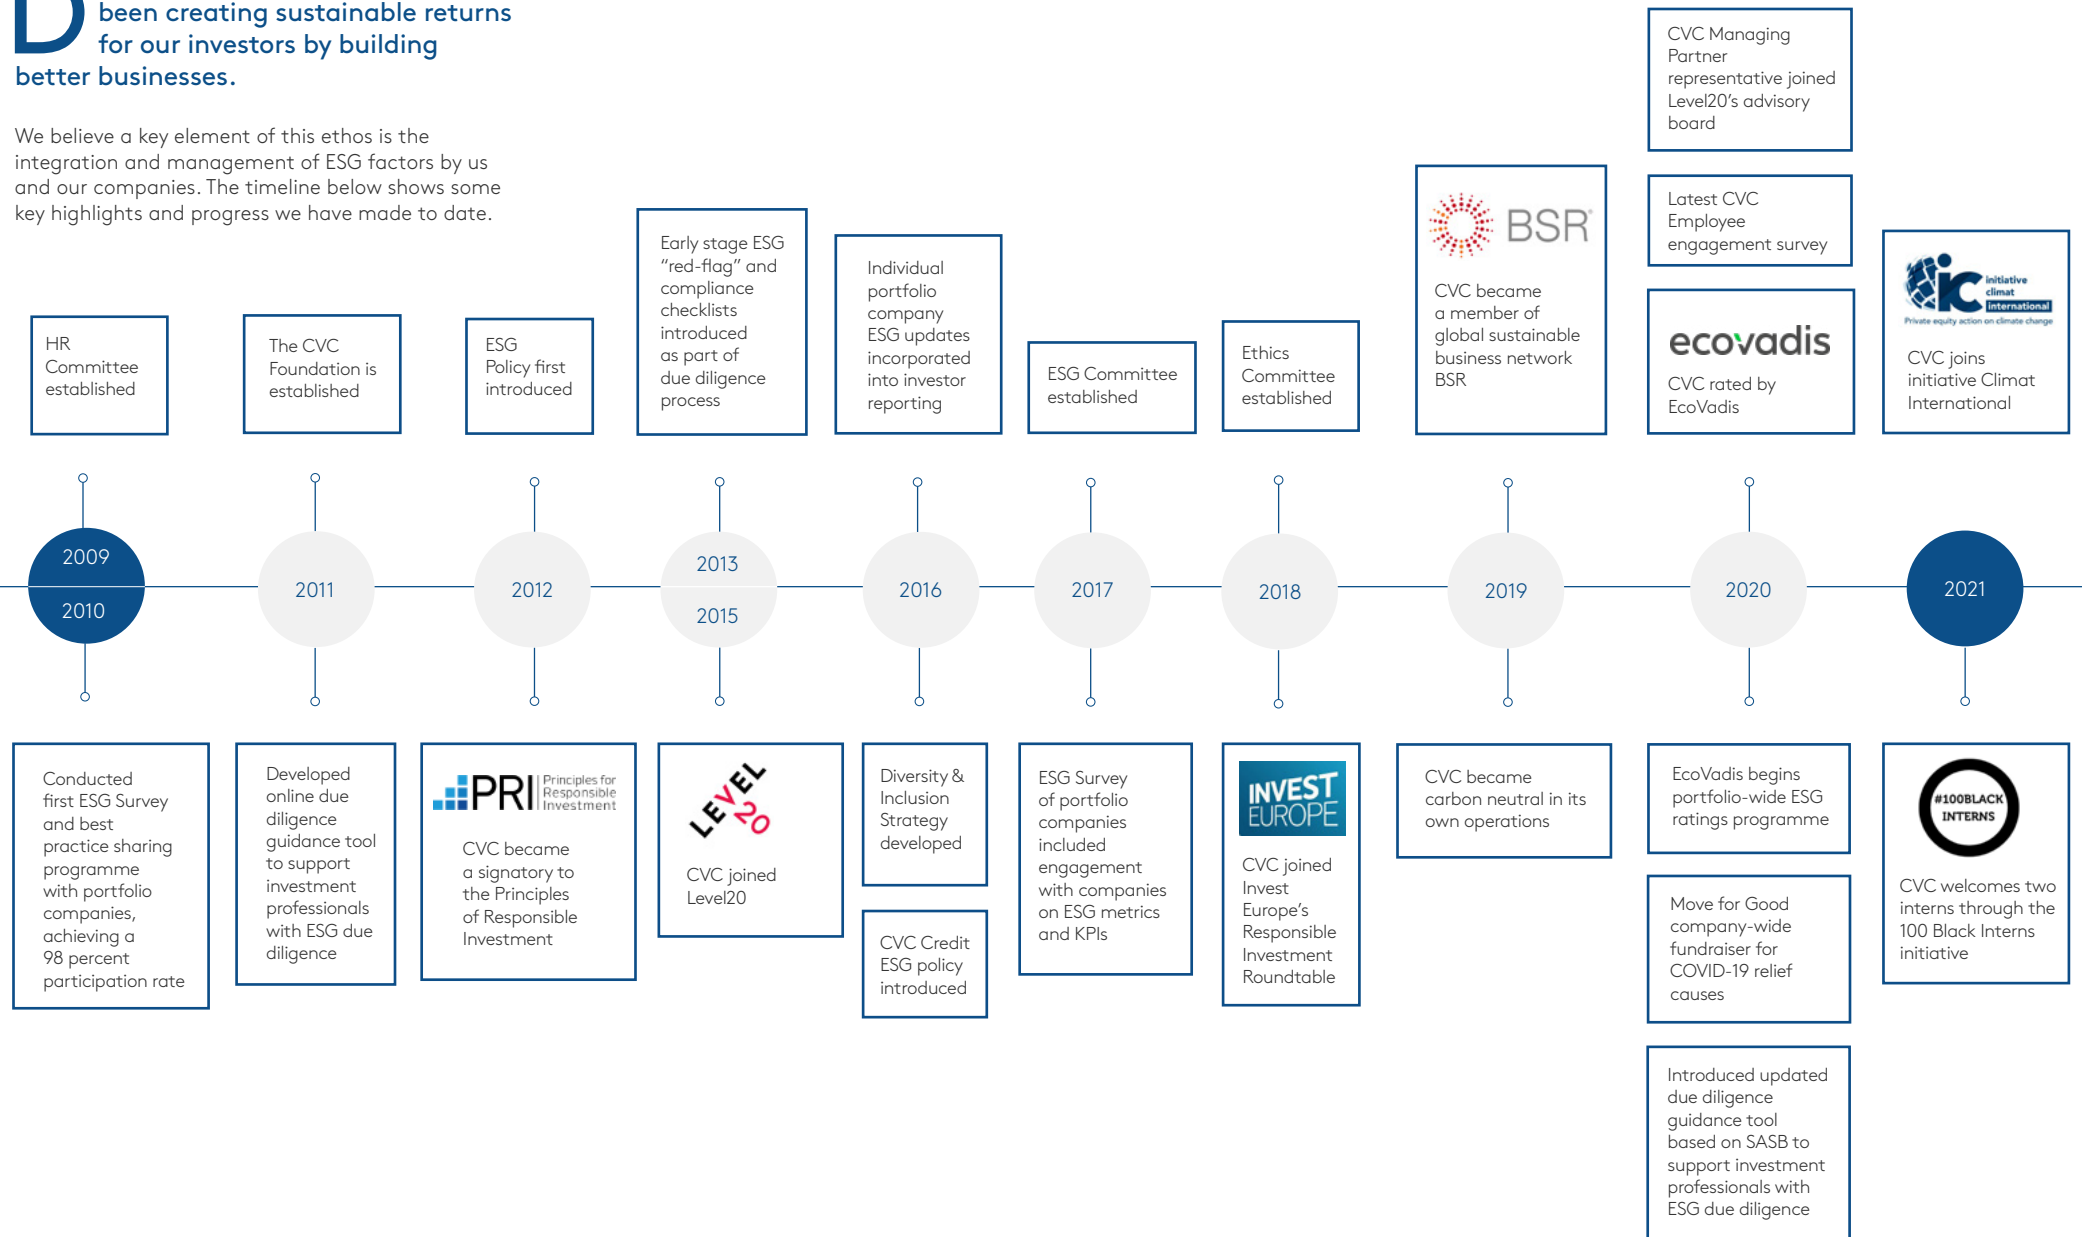 D
been creating sustainable returns
for our investors by building
better businesses.
We believe a key element of this ethos is the
integration and management of ESG factors by us
and our companies. The timeline below shows some
key highlights and progress we have made to date.
HR
Committee
established
The CVC
Foundation is
established
ESG
Policy first
introduced
Early stage ESG
“red-flag” and
compliance
checklists
introduced
as part of
due diligence
process
Individual
portfolio
company
ESG updates
incorporated
into investor
reporting
ESG Committee
established
Ethics
Committee
established
BSR®
CVC became
a member of
global sustainable
business network
BSR
CVC Managing
Partner
representative joined
Level20’s advisory
board
Latest CVC
Employee
engagement survey
ecovadis
CVC rated by
EcoVadis
iC
initiative
climat
international
Private equity action on climate change
CVC joins
initiative Climat
International
2009
2010
2011
2012
2013
2015
2016
2017
2018
2019
2020
2021
Conducted
first ESG Survey
and best
practice sharing
programme
with portfolio
companies,
achieving a
98 percent
participation rate
Developed
online due
diligence
guidance tool
to support
investment
professionals
with ESG due
diligence
PRI
Principles for
Responsible
Investment
CVC became
a signatory to
the Principles
of Responsible
Investment
LEVEL
20
CVC joined
Level20
Diversity &
Inclusion
Strategy
developed
CVC Credit
ESG policy
introduced
ESG Survey
of portfolio
companies
included
engagement
with companies
on ESG metrics
and KPIs
INVEST
EUROPE
CVC joined
Invest
Europe’s
Responsible
Investment
Roundtable
CVC became
carbon neutral in its
own operations
EcoVadis begins
portfolio-wide ESG
ratings programme
Move for Good
company-wide
fundraiser for
COVID-19 relief
causes
Introduced updated
due diligence
guidance tool
based on SASB to
support investment
professionals with
ESG due diligence
#100BLACK
INTERNS
CVC welcomes two
interns through the
100 Black Interns
initiative